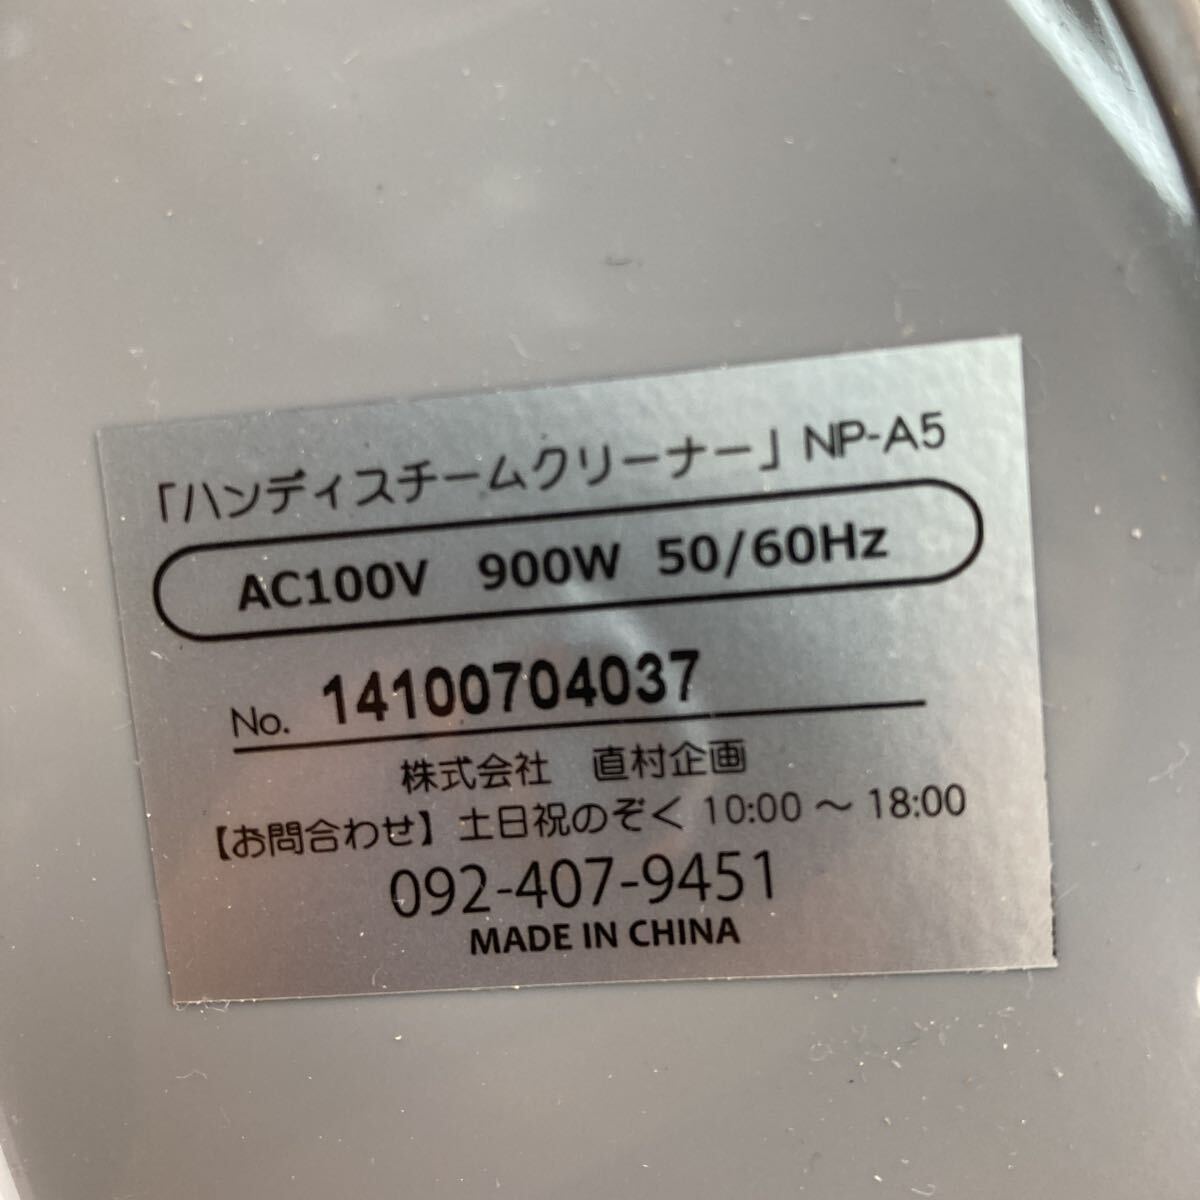 「ハンディスチームクリーナー」 NP-A5
AC100V 900W 50/60Hz
No. 14100704037
株式会社 直村企画
【お問合わせ】土日祝のぞく 10:00 ～ 18:00
092-407-9451
MADE IN CHINA